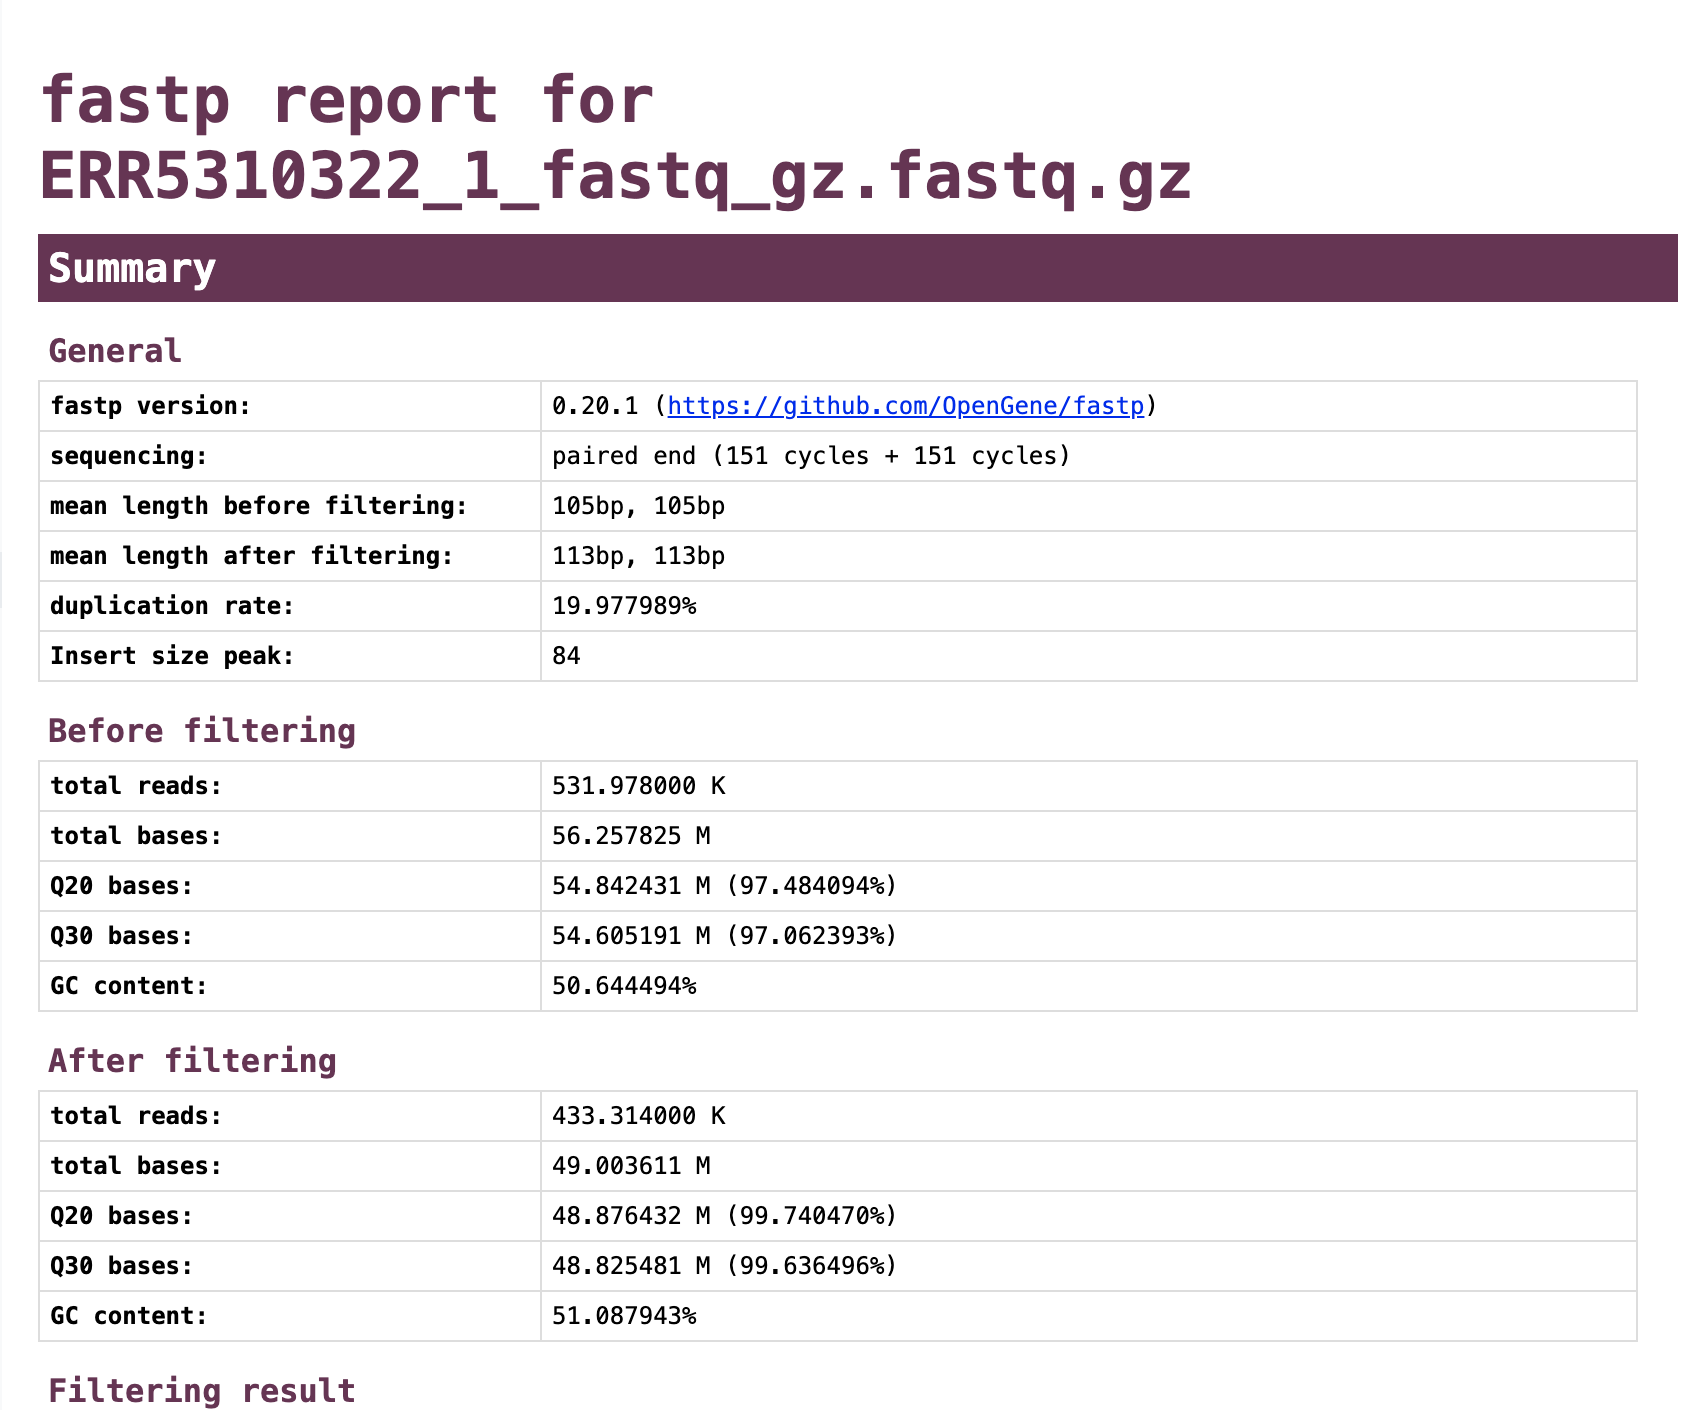 fastp report for
ERR5310322_1_fastq_gz.fastq.gz
Summary
General
fastp version: 0.20.1 (https://github.com/OpenGene/fastp)
sequencing: paired end (151 cycles + 151 cycles)
mean length before filtering: 105bp, 105bp
mean length after filtering: 113bp, 113bp
duplication rate: 19.977989%
Insert size peak: 84
Before filtering
total reads: 531.978000 K
total bases: 56.257825 M
Q20 bases: 54.842431 M (97.484094%)
Q30 bases: 54.605191 M (97.062393%)
GC content: 50.644494%
After filtering
total reads: 433.314000 K
total bases: 49.003611 M
Q20 bases: 48.876432 M (99.740470%)
Q30 bases: 48.825481 M (99.636496%)
GC content: 51.087943%
Filtering result